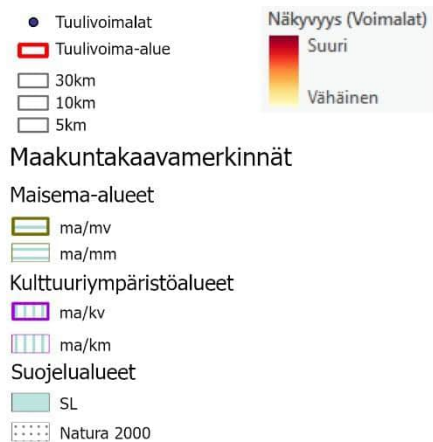 Tuulivoimalat
Tuulivoima-alue
30km
10km
5km
Näkyvyys (Voimalat)
Suuri
Vähäinen
Maakuntakaavamerkinnät
Maisema-alueet
ma/mv
ma/mm
Kulttuuriympäristöalueet
ma/kv
ma/km
Suojelualueet
SL
Natura 2000